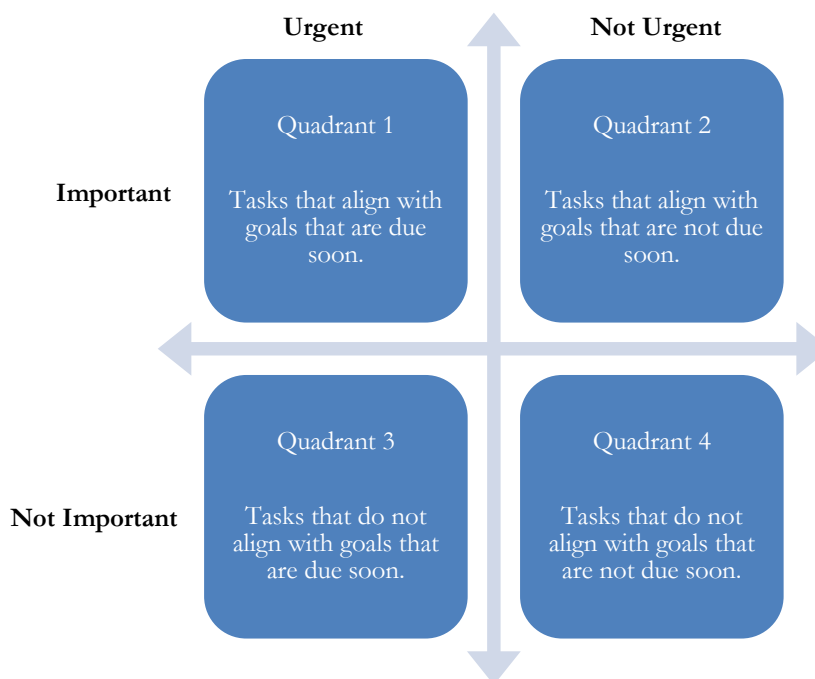 Urgent
Not Urgent
Important
Quadrant 1
Tasks that align with
goals that are due
soon.
Quadrant 2
Tasks that align with
goals that are not due
soon.
Not Important
Quadrant 3
Tasks that do not
align with goals that
are due soon.
Quadrant 4
Tasks that do not
align with goals that
are not due soon.